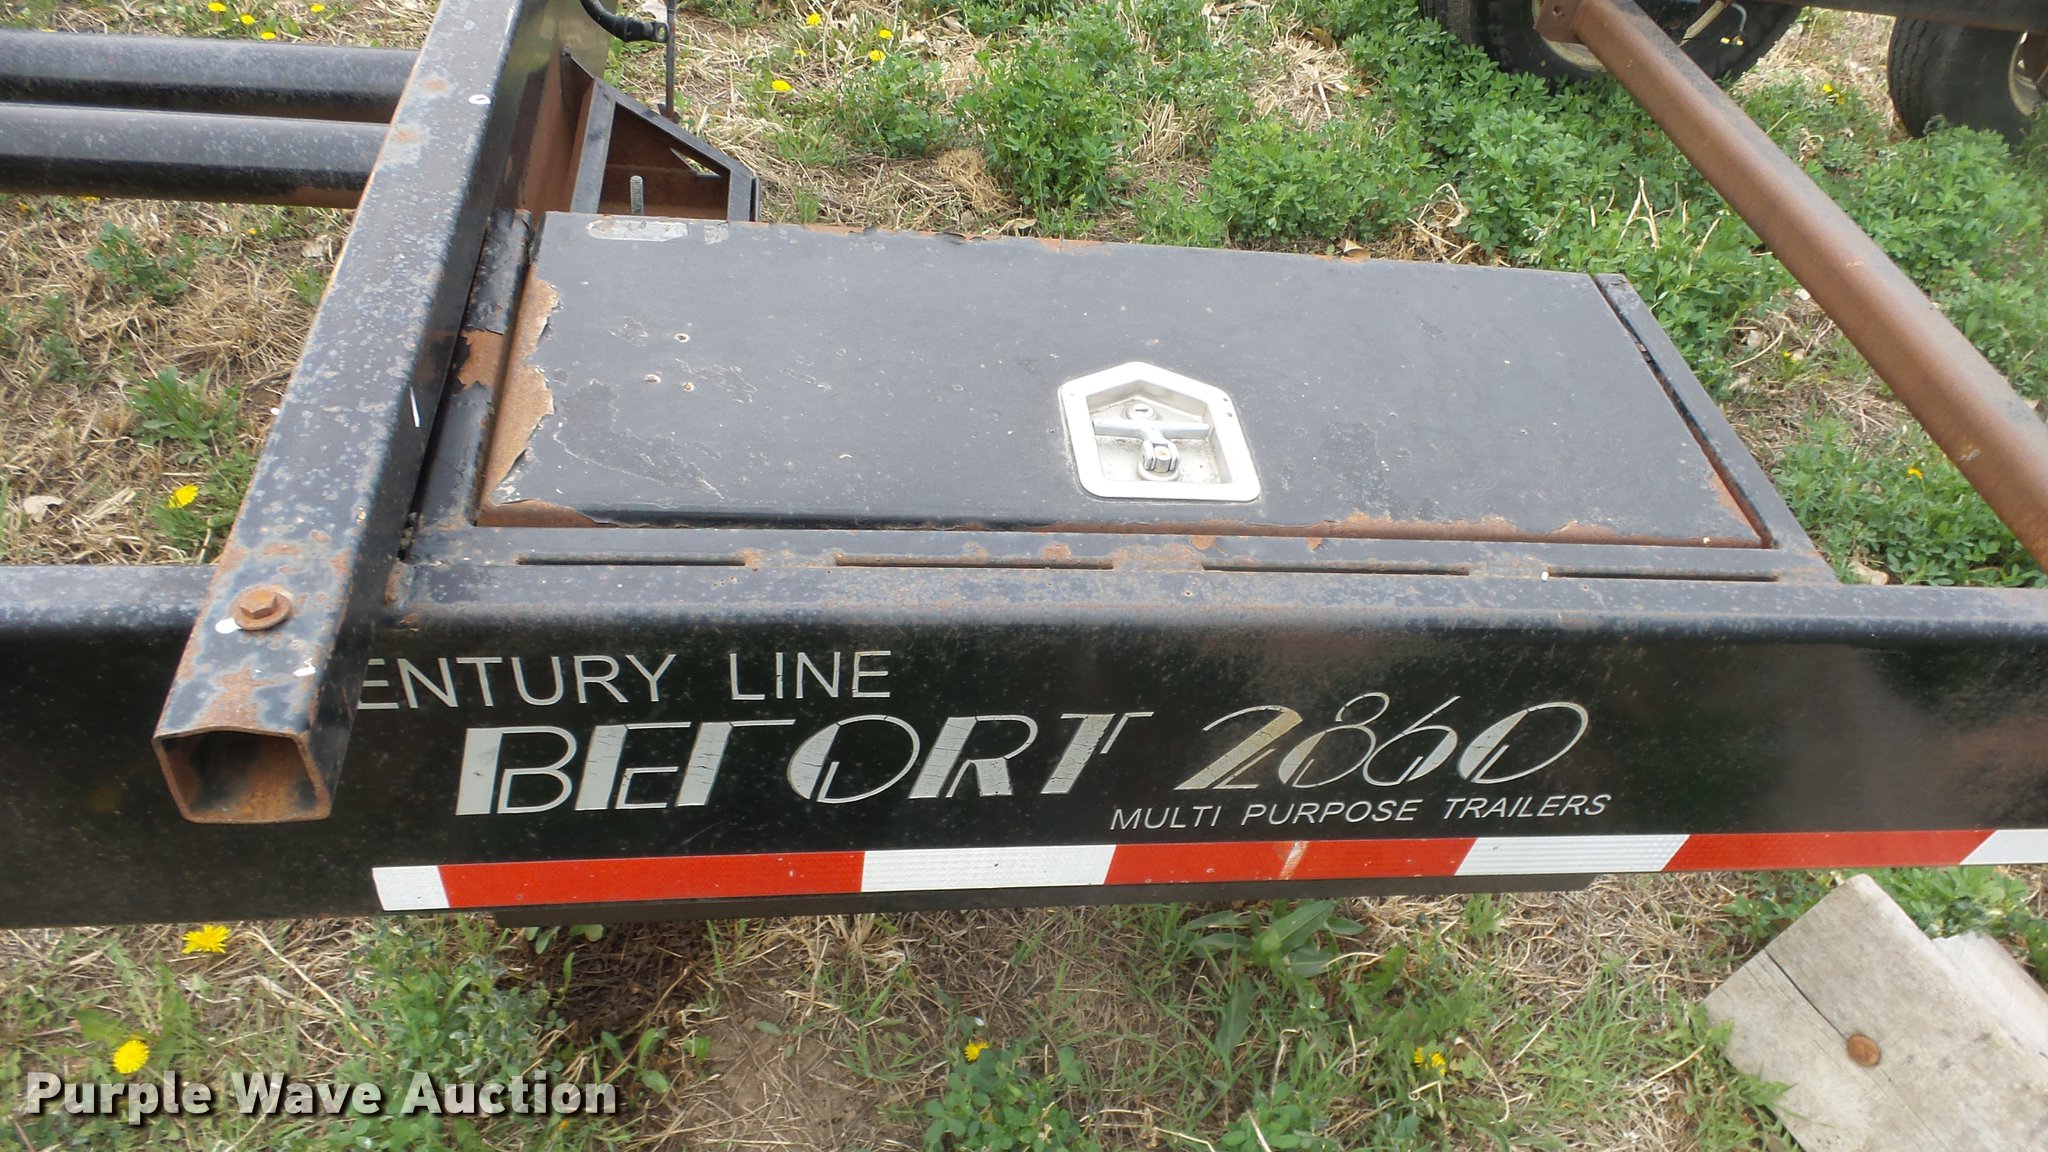 ENTURY LINE
BEFORT 2860
MULTI PURPOSE TRAILERS
Purple Wave Auction